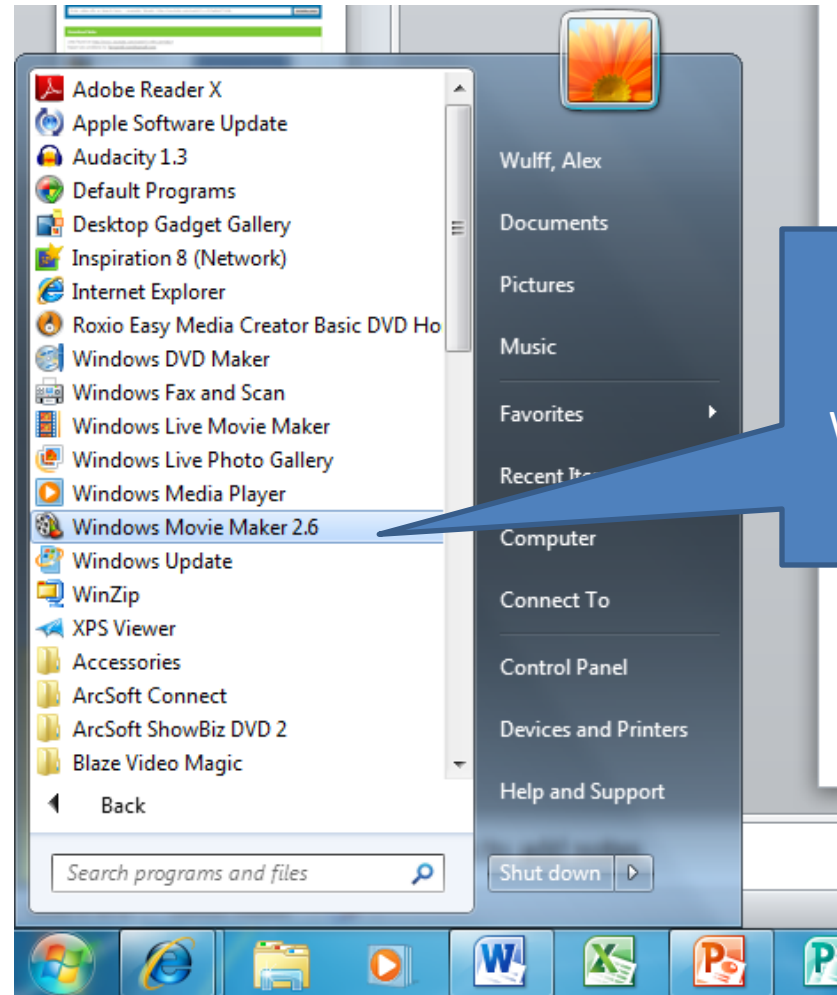 Adobe Reader X
Apple Software Update
Audacity 1.3
Default Programs
Desktop Gadget Gallery
Inspiration 8 (Network)
Internet Explorer
Roxio Easy Media Creator Basic DVD Ho
Windows DVD Maker
Windows Fax and Scan
Windows Live Movie Maker
Windows Live Photo Gallery
Windows Media Player
Windows Movie Maker 2.6
Windows Update
WinZip
XPS Viewer
Accessories
ArcSoft Connect
ArcSoft ShowBiz DVD 2
Blaze Video Magic
Back
Search programs and files
Wulff, Alex
Documents
Pictures
Music
Favorites
Recent
Computer
Connect To
Control Panel
Devices and Printers
Help and Support
Shut down